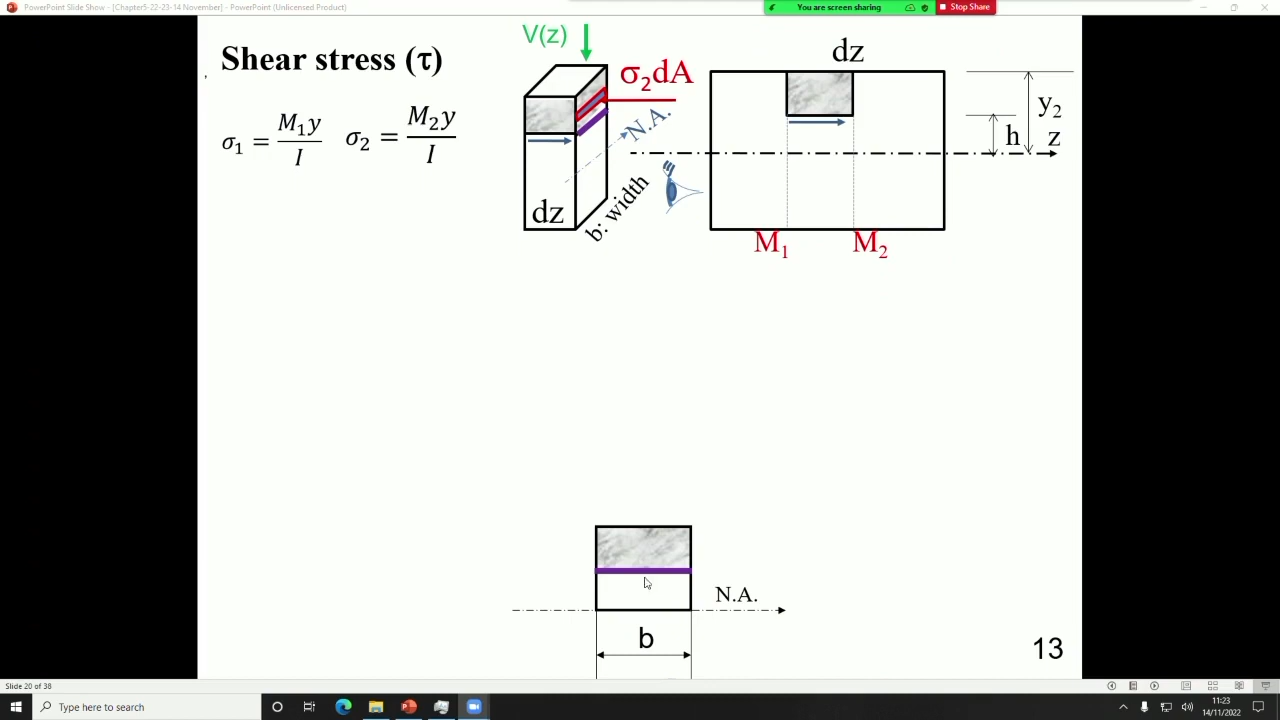 PowerPoint Slide Show - [Chapter5-22-23-14 November] - PowerPoint (Unlicensed Product)
You are screen sharing
Stop Share
Shear stress (τ)
σ1 = M1y / I
σ2 = M2y / I
V(z)
σ2dA
N.A.
dz
b: width
dz
M1
M2
y2
h
z
N.A.
b
13
Slide 20 of 38
Type here to search
11:23
14/11/2022